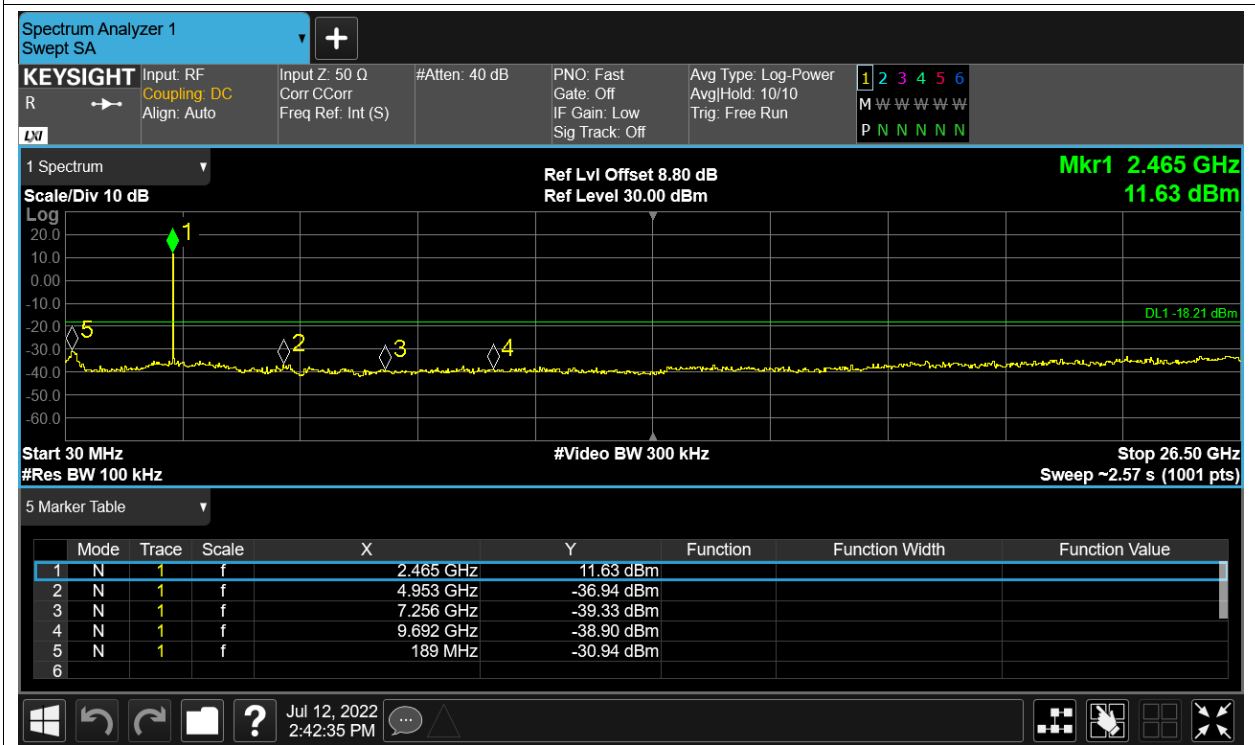 Spectrum Analyzer 1
Swept SA
KEYSIGHT
R
LXI
Input: RF
Coupling: DC
Align: Auto
Input Z: 50 Ω
Corr CCorr
Freq Ref: Int (S)
#Atten: 40 dB
PNO: Fast
Gate: Off
IF Gain: Low
Sig Track: Off
Avg Type: Log-Power
Avg|Hold: 10/10
Trig: Free Run
1 2 3 4 5 6
M W W W W W W
P N N N N N N
1 Spectrum
Scale/Div 10 dB
Ref Lvl Offset 8.80 dB
Ref Level 30.00 dBm
Mkr1 2.465 GHz
11.63 dBm
Log
20.0
10.0
0.00
-10.0
-20.0
-30.0
-40.0
-50.0
-60.0
1
5
2
3
4
DL1 -18.21 dBm
Start 30 MHz
#Res BW 100 kHz
#Video BW 300 kHz
Stop 26.50 GHz
Sweep ~2.57 s (1001 pts)
5 Marker Table
Mode Trace Scale X Y Function Function Width Function Value
1 N 1 f 2.465 GHz 11.63 dBm
2 N 1 f 4.953 GHz -36.94 dBm
3 N 1 f 7.256 GHz -39.33 dBm
4 N 1 f 9.692 GHz -38.90 dBm
5 N 1 f 189 MHz -30.94 dBm
6
?
Jul 12, 2022
2:42:35 PM